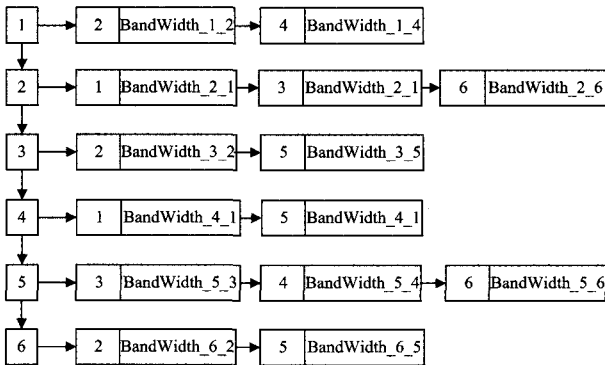 1 2 BandWidth_1_2 4 BandWidth_1_4
2 1 BandWidth_2_1 3 BandWidth_2_1 6 BandWidth_2_6
3 2 BandWidth_3_2 5 BandWidth_3_5
4 1 BandWidth_4_1 5 BandWidth_4_1
5 3 BandWidth_5_3 4 BandWidth_5_4 6 BandWidth_5_6
6 2 BandWidth_6_2 5 BandWidth_6_5